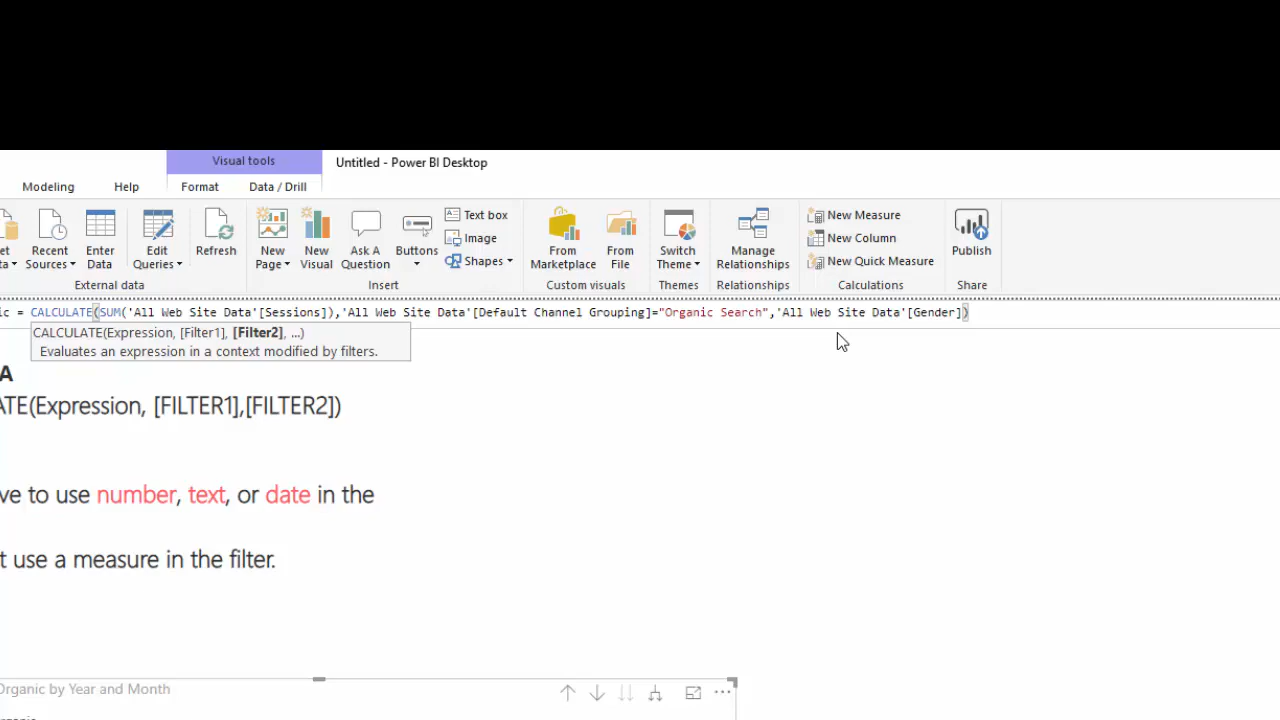 Visual tools
Untitled - Power BI Desktop
Modeling
Help
Format
Data / Drill
Recent Sources
Enter Data
Edit Queries
Refresh
New Page
New Visual
Ask A Question
Buttons
Text box
Image
Shapes
From Marketplace
From File
Switch Theme
Manage Relationships
New Measure
New Column
New Quick Measure
Publish
External data
Insert
Custom visuals
Themes
Relationships
Calculations
Share
ic = CALCULATE(SUM('All Web Site Data'[Sessions]),'All Web Site Data'[Default Channel Grouping]="Organic Search",'All Web Site Data'[Gender])
CALCULATE(Expression, [Filter1], [Filter2], ...)
Evaluates an expression in a context modified by filters.
A
ATE(Expression, [FILTER1],[FILTER2])
ve to use number, text, or date in the
t use a measure in the filter.
Organic by Year and Month